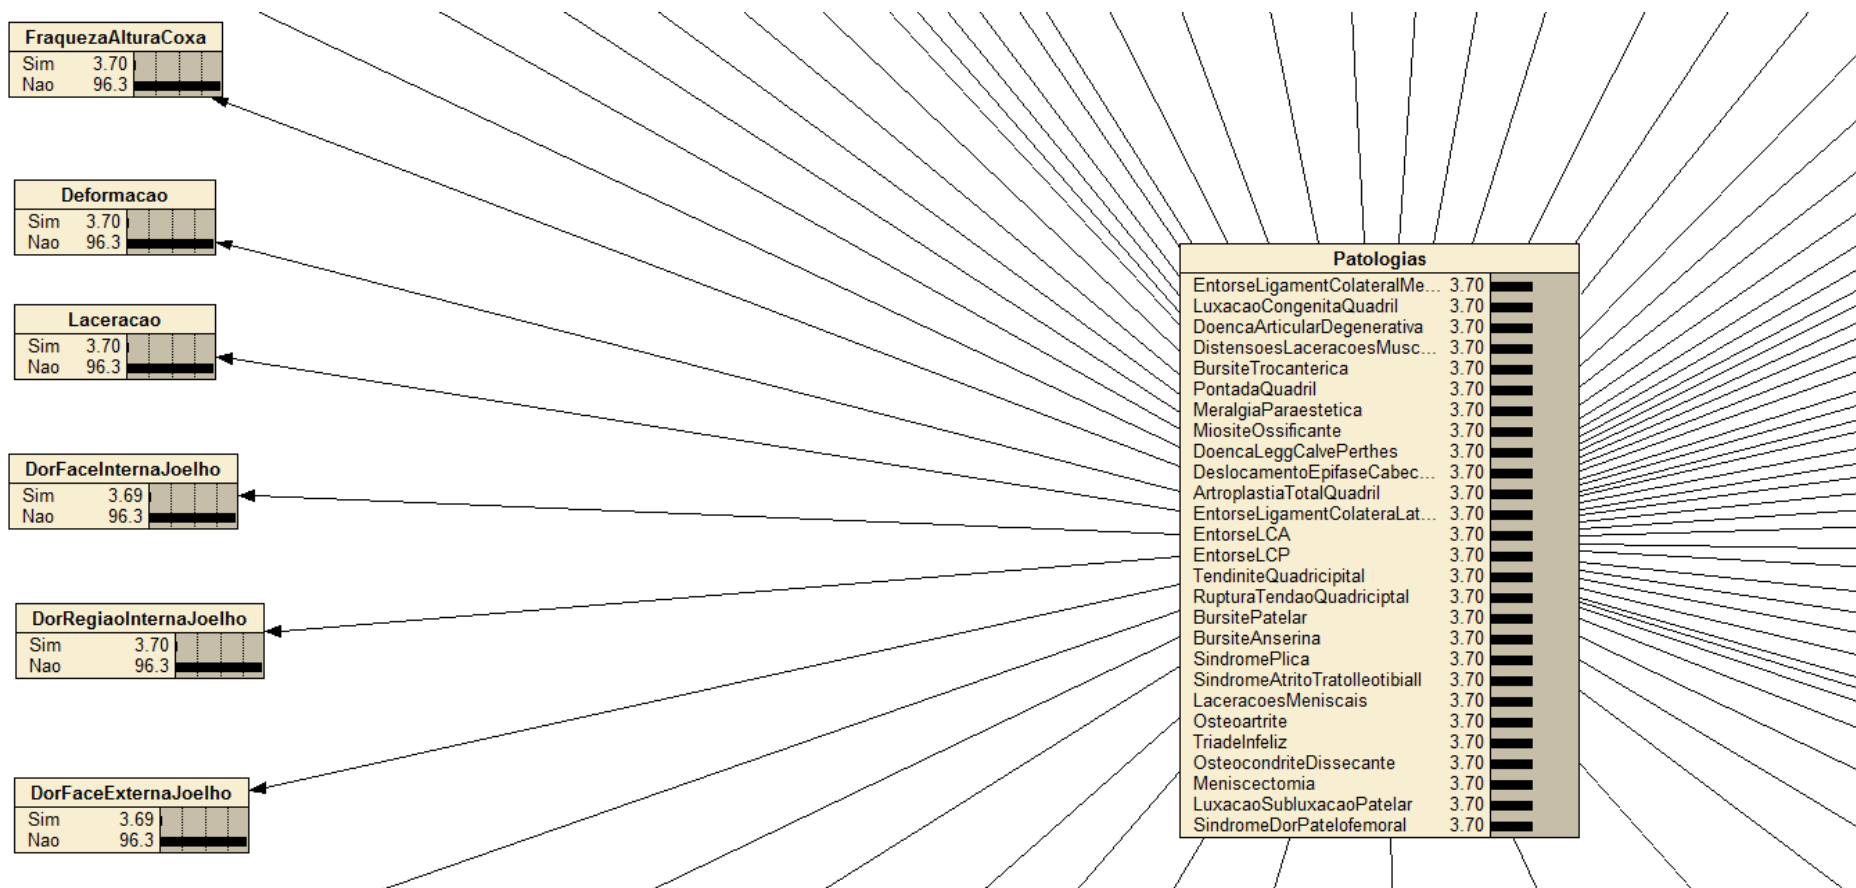 FraquezaAlturaCoxa
Sim 3.70
Nao 96.3
Deformacao
Sim 3.70
Nao 96.3
Laceracao
Sim 3.70
Nao 96.3
DorFaceInternaJoelho
Sim 3.69
Nao 96.3
DorRegiaoInternaJoelho
Sim 3.70
Nao 96.3
DorFaceExternaJoelho
Sim 3.69
Nao 96.3
Patologias
EntorseLigamentColateralMe... 3.70
LuxacaoCongenitaQuadril 3.70
DoencaArticularDegenerativa 3.70
DistensoesLaceracoesMusc... 3.70
BursiteTrocanterica 3.70
PontadaQuadril 3.70
MeralgiaParaestetica 3.70
MiositeOssificante 3.70
DoencaLeggCalvePerthes 3.70
DeslocamentoEpifaseCabec... 3.70
ArtroplastiaTotalQuadril 3.70
EntorseLigamentColateraLat... 3.70
EntorseLCA 3.70
EntorseLCP 3.70
TendiniteQuadricipital 3.70
RupturaTendaoQuadriciptal 3.70
BursitePatelar 3.70
BursiteAnserina 3.70
SindromePlica 3.70
SindromeAtritoTratoIleotibiall 3.70
LaceracoesMeniscais 3.70
Osteoartrite 3.70
TriadeInfeliz 3.70
OsteocondriteDissecante 3.70
Meniscectomia 3.70
LuxacaoSubluxacaoPatelar 3.70
SindromeDorPatelofemoral 3.70